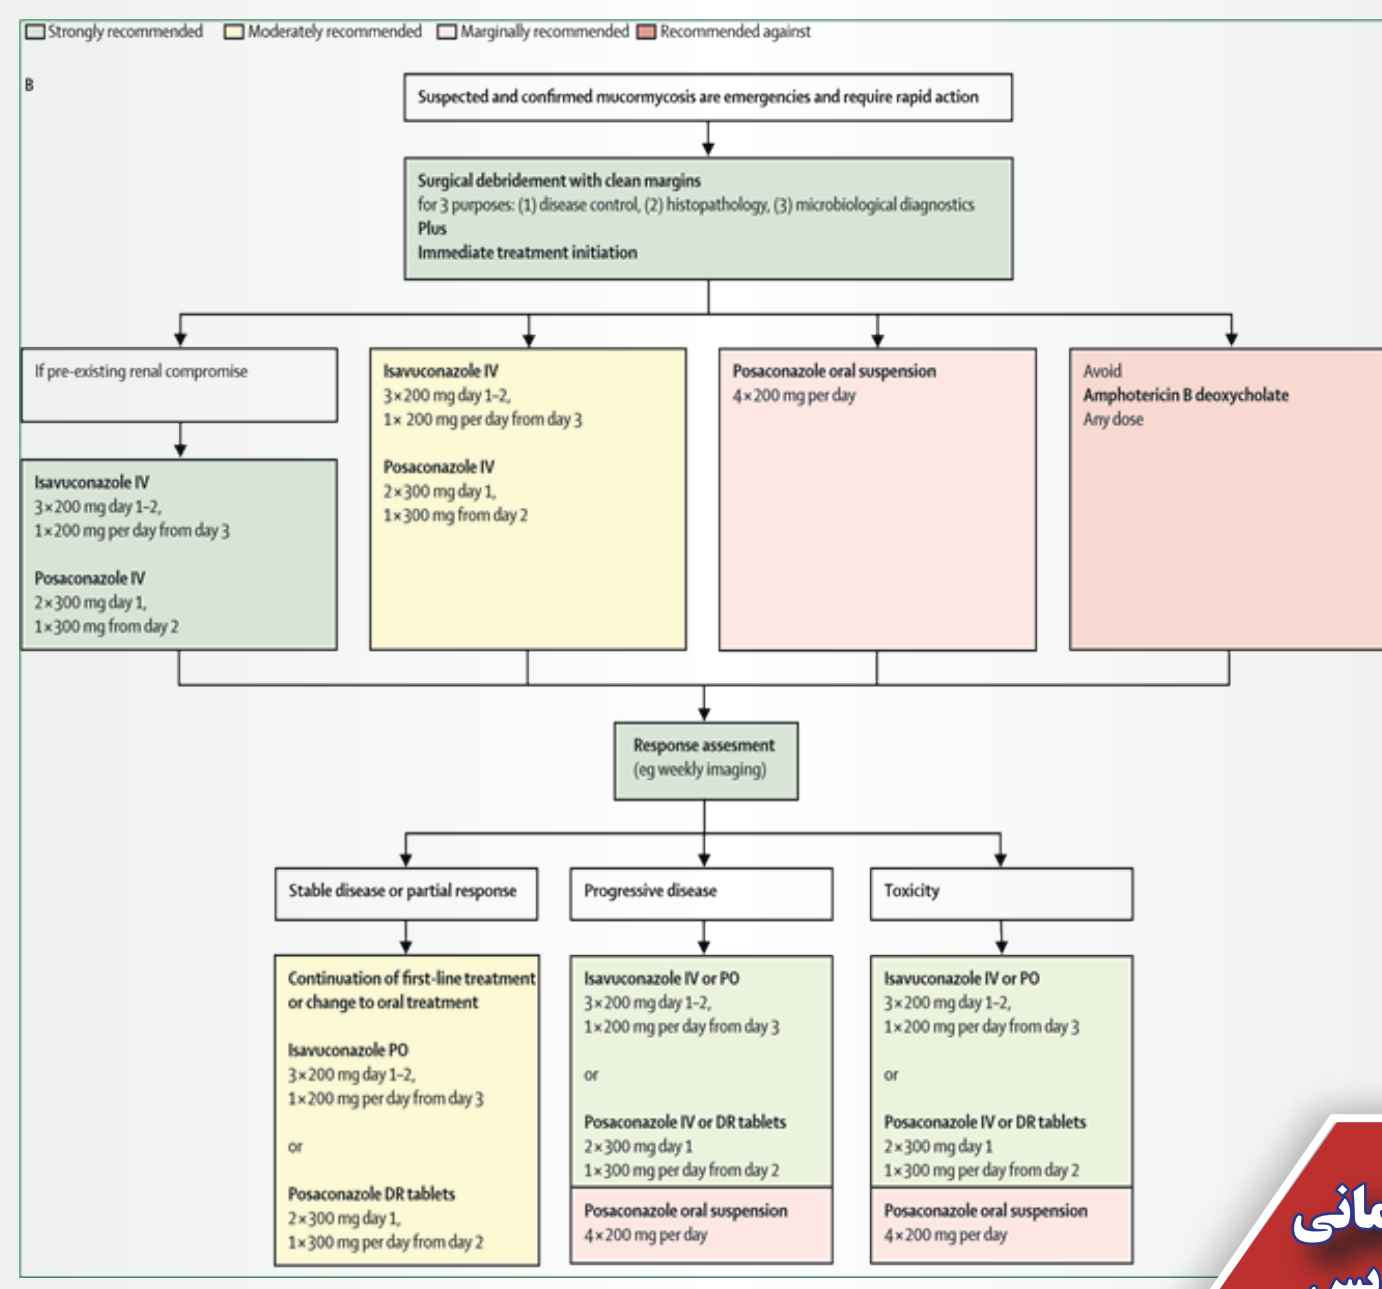 Strongly recommended
Moderately recommended
Marginally recommended
Recommended against
B
Suspected and confirmed mucormycosis are emergencies and require rapid action
Surgical debridement with clean margins
for 3 purposes: (1) disease control, (2) histopathology, (3) microbiological diagnostics
Plus
Immediate treatment initiation
If pre-existing renal compromise
Isavuconazole IV
3×200 mg day 1–2,
1×200 mg per day from day 3
Posaconazole IV
2×300 mg day 1,
1×300 mg from day 2
Isavuconazole IV
3×200 mg day 1–2,
1× 200 mg per day from day 3
Posaconazole IV
2×300 mg day 1,
1×300 mg from day 2
Posaconazole oral suspension
4×200 mg per day
Avoid
Amphotericin B deoxycholate
Any dose
Response assesment
(eg weekly imaging)
Stable disease or partial response
Continuation of first-line treatment
or change to oral treatment
Isavuconazole PO
3×200 mg day 1–2,
1×200 mg per day from day 3
or
Posaconazole DR tablets
2×300 mg day 1,
1×300 mg per day from day 2
Progressive disease
Isavuconazole IV or PO
3×200 mg day 1–2,
1×200 mg per day from day 3
or
Posaconazole IV or DR tablets
2×300 mg day 1
1×300 mg per day from day 2
Posaconazole oral suspension
4×200 mg per day
Toxicity
Isavuconazole IV or PO
3×200 mg day 1–2,
1×200 mg per day from day 3
or
Posaconazole IV or DR tablets
2×300 mg day 1
1×300 mg per day from day 2
Posaconazole oral suspension
4×200 mg per day